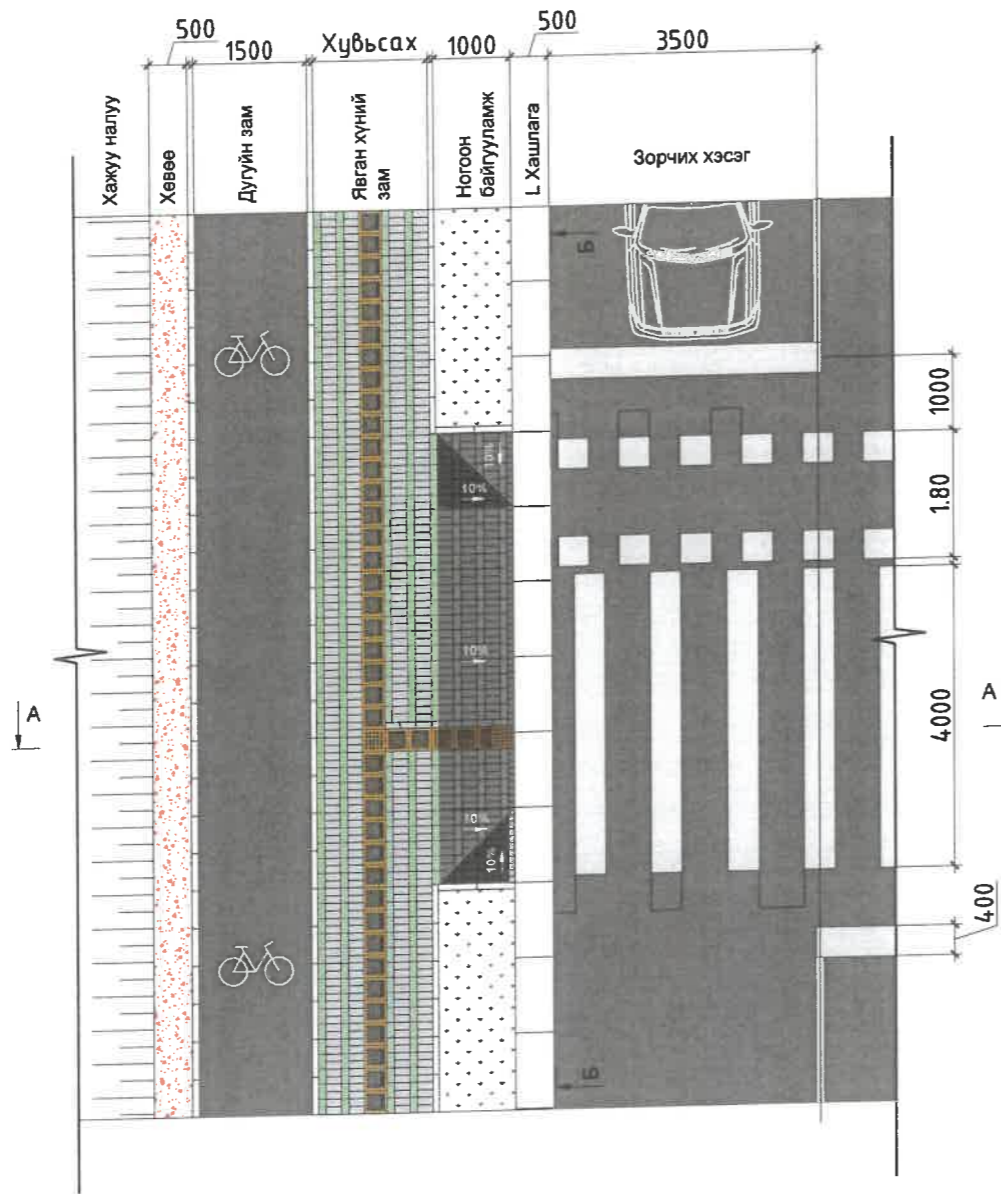 500
1500
Хувьсах
1000
500
3500
Хажуу налуу
Хөвөө
Дугуйн зам
Явган хүний
зам
Ногоон
байгууламж
L Хашлага
Зорчих хэсэг
Б
1000
10%
10%
1.80
10%
4000
А
А
10%
10%
400
Б